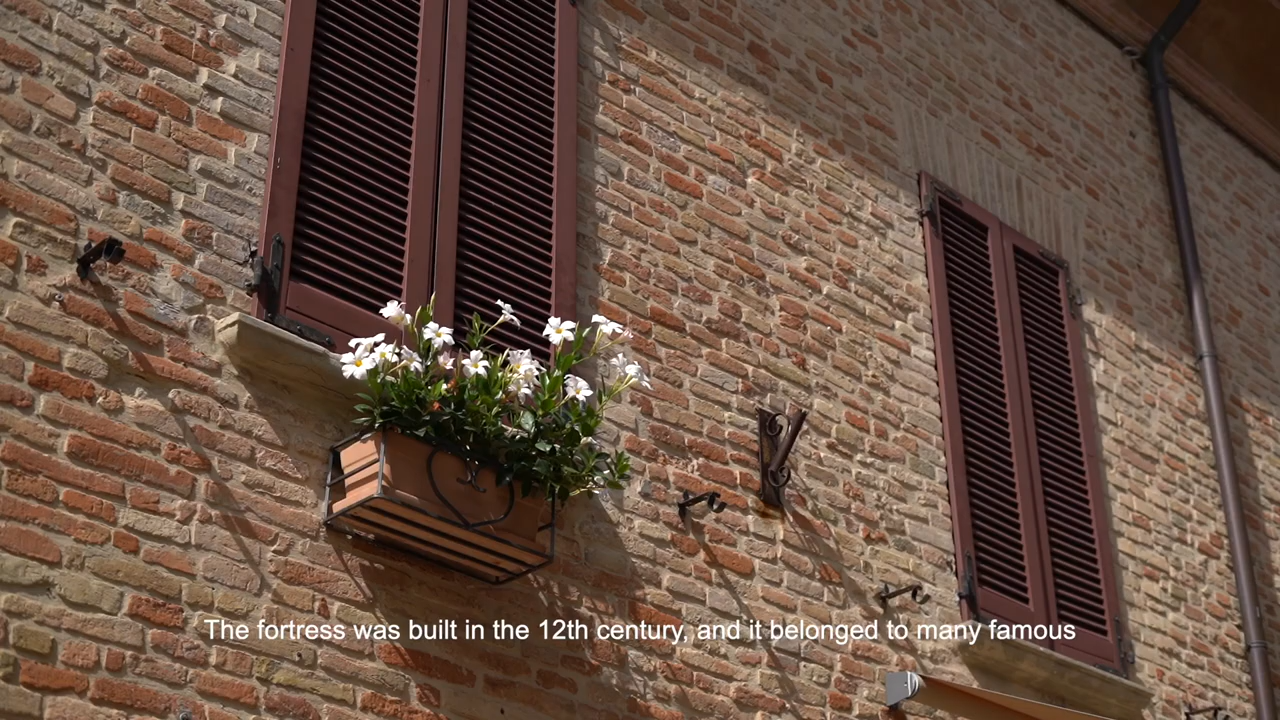 The fortress was built in the 12th century, and it belonged to many famous